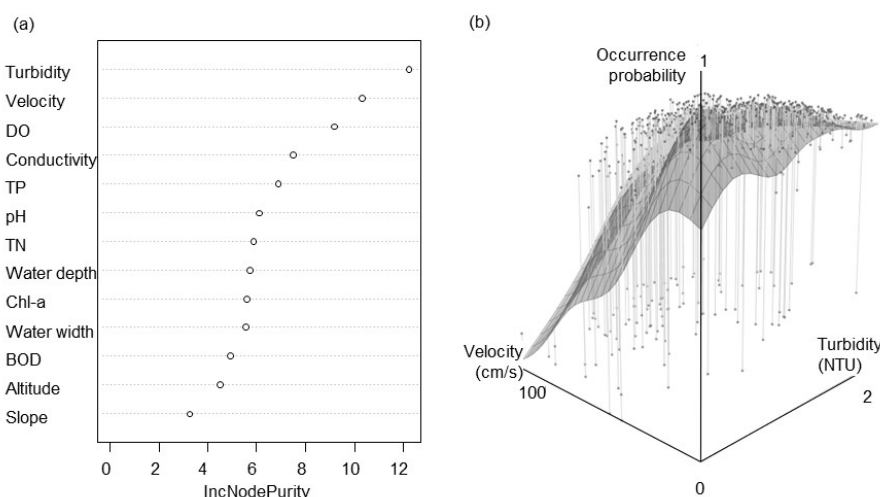 (a)
Turbidity
Velocity
DO
Conductivity
TP
pH
TN
Water depth
Chl-a
Water width
BOD
Altitude
Slope
0 2 4 6 8 10 12
IncNodePurity
(b)
Occurrence
probability
1
Velocity
(cm/s)
100
Turbidity
(NTU)
2
0